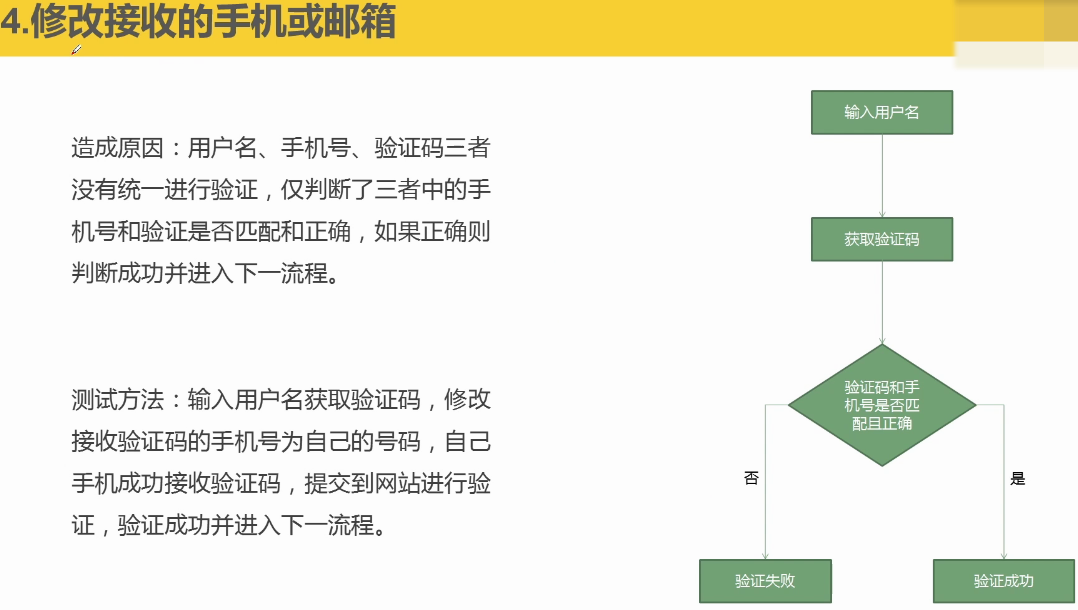 4.修改接收的手机或邮箱
造成原因：用户名、手机号、验证码三者
没有统一进行验证，仅判断了三者中的手
机号和验证是否匹配和正确，如果正确则
判断成功并进入下一流程。
测试方法：输入用户名获取验证码，修改
接收验证码的手机号为自己的号码，自己
手机成功接收验证码，提交到网站进行验
证，验证成功并进入下一流程。
输入用户名
获取验证码
验证码和手
机号是否匹
配且正确
否
是
验证失败
验证成功